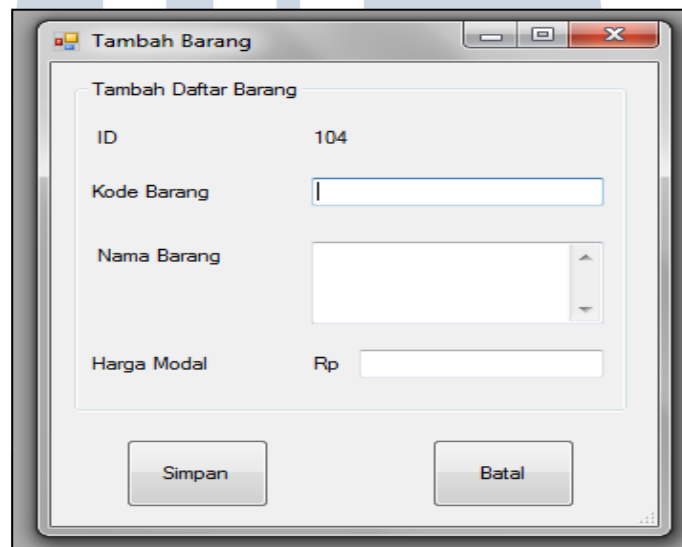 Tambah Barang
Tambah Daftar Barang
ID 104
Kode Barang
Nama Barang
Harga Modal Rp
Simpan Batal